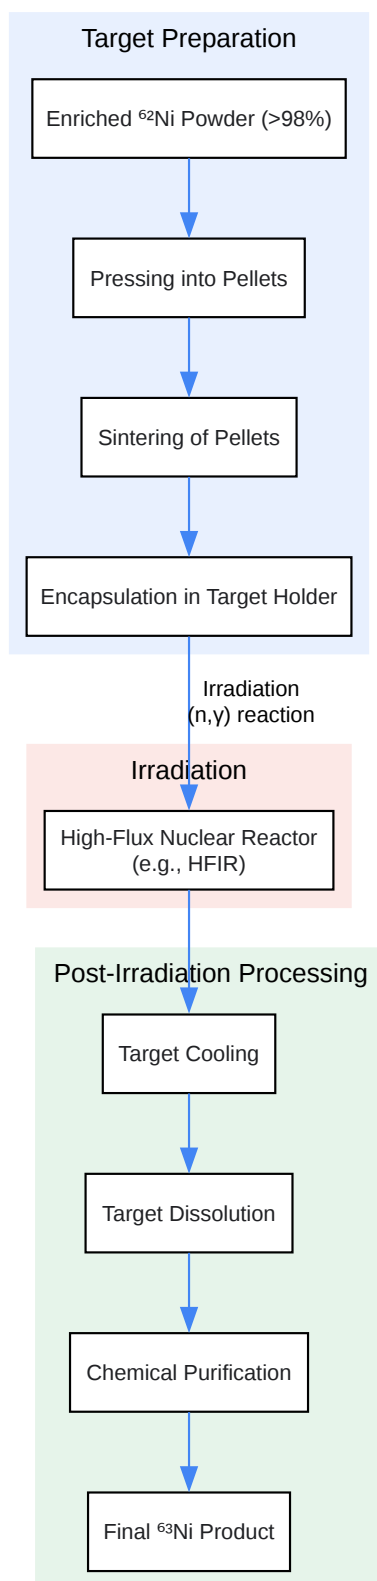 Target Preparation
Enriched ⁶²Ni Powder (>98%)
Pressing into Pellets
Sintering of Pellets
Encapsulation in Target Holder
Irradiation
(n,γ) reaction
Irradiation
High-Flux Nuclear Reactor
(e.g., HFIR)
Post-Irradiation Processing
Target Cooling
Target Dissolution
Chemical Purification
Final ⁶³Ni Product